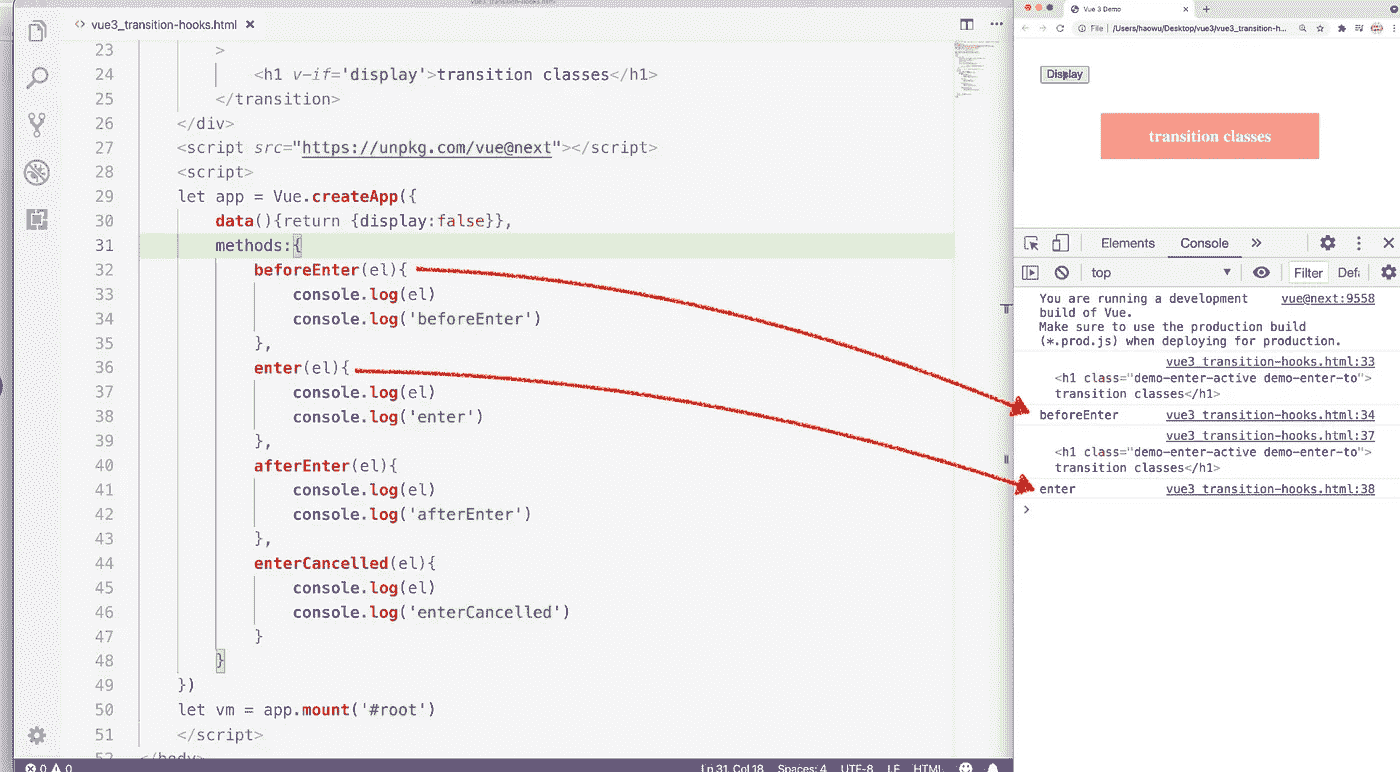 vue3_transition-hooks.html
vue3_transition-hooks.html
23 >
24 <h1 v-if='display'>transition classes</h1>
25 </transition>
26 </div>
27 <script src="https://unpkg.com/vue@next"></script>
28 <script>
29 let app = Vue.createApp({
30 data(){return {display:false}},
31 methods:{
32 beforeEnter(el){
33 console.log(el)
34 console.log('beforeEnter')
35 },
36 enter(el){
37 console.log(el)
38 console.log('enter')
39 },
40 afterEnter(el){
41 console.log(el)
42 console.log('afterEnter')
43 },
44 enterCancelled(el){
45 console.log(el)
46 console.log('enterCancelled')
47 }
48 }
49 })
50 let vm = app.mount('#root')
51 </script>
52 </body>
0 0 Ln 31, Col 18 Spaces: 4 UTF-8 LF HTML
Vue 3 Demo
File /Users/haowu/Desktop/vue3/vue3_transition-h...
Display
transition classes
Elements Console »
top Filter Defa
You are running a development vue@next:9558
build of Vue.
Make sure to use the production build
(*.prod.js) when deploying for production.
vue3_transition-hooks.html:33
<h1 class="demo-enter-active demo-enter-to">
transition classes</h1>
beforeEnter vue3_transition-hooks.html:34
vue3_transition-hooks.html:37
<h1 class="demo-enter-active demo-enter-to">
transition classes</h1>
enter vue3_transition-hooks.html:38
>